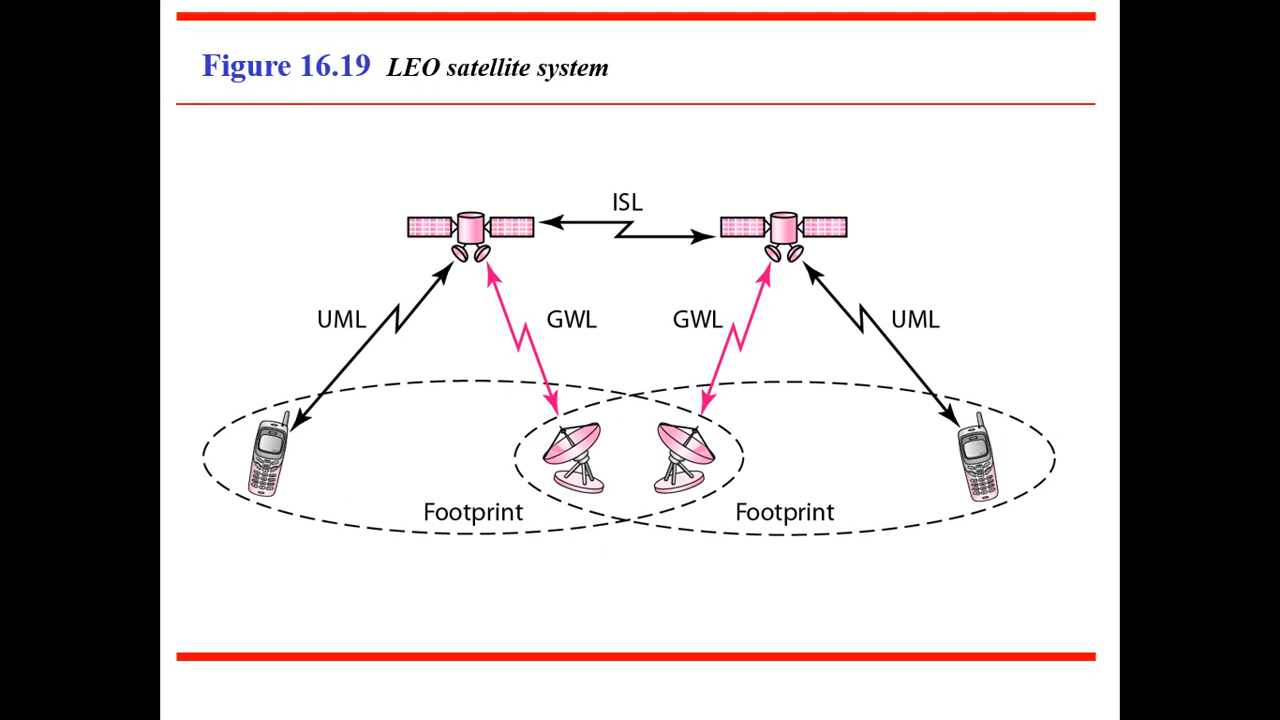 Figure 16.19 LEO satellite system
ISL
UML GWL GWL UML
Footprint Footprint